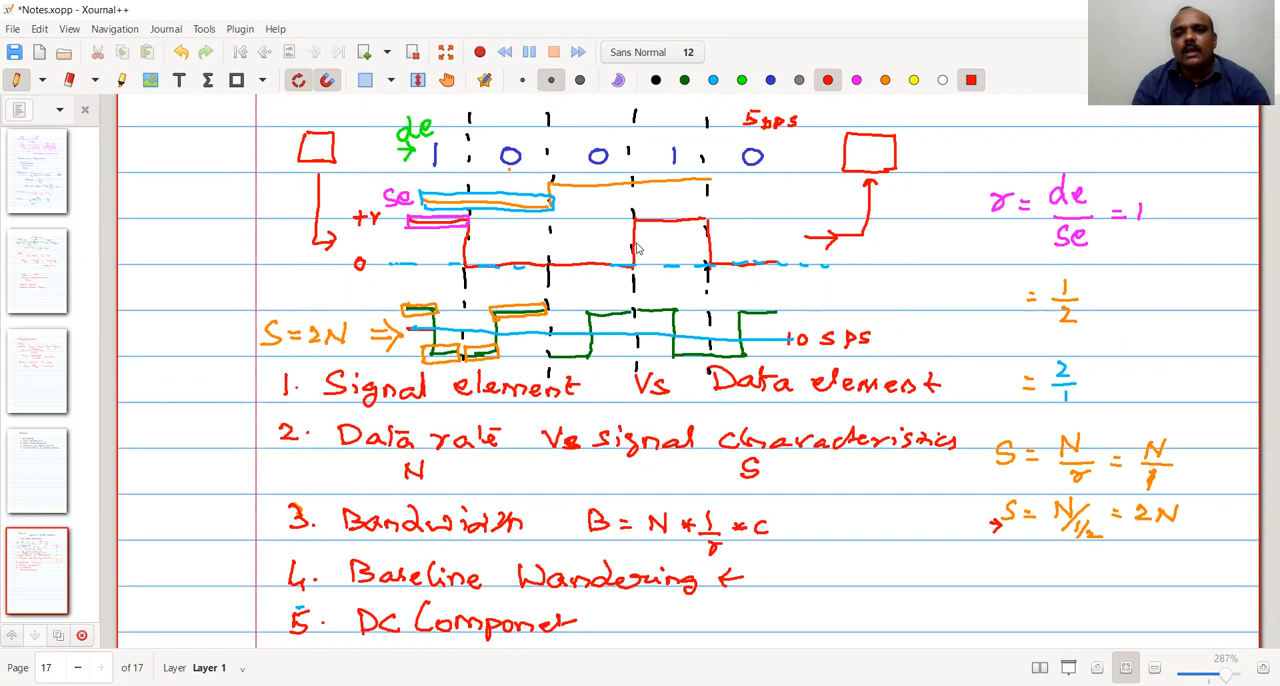 *Notes.xopp - Xournal++
File Edit View Navigation Journal Tools Plugin Help
Sans Normal 12
5 bps
de
→ 1 0 0 1 0
se
+v
0
S = 2N ⇒
10 sps
r = de/se = 1
= 1/2
= 2/1
1. Signal element Vs Data element
2. Data rate Vs signal characteristics
N S
S = N/r = N/1
3. Bandwidth B = N * 1/r * c
→ S = N/1/2 = 2N
4. Baseline Wandering ←
5. DC Componet
Page 17 of 17 Layer Layer 1
287%